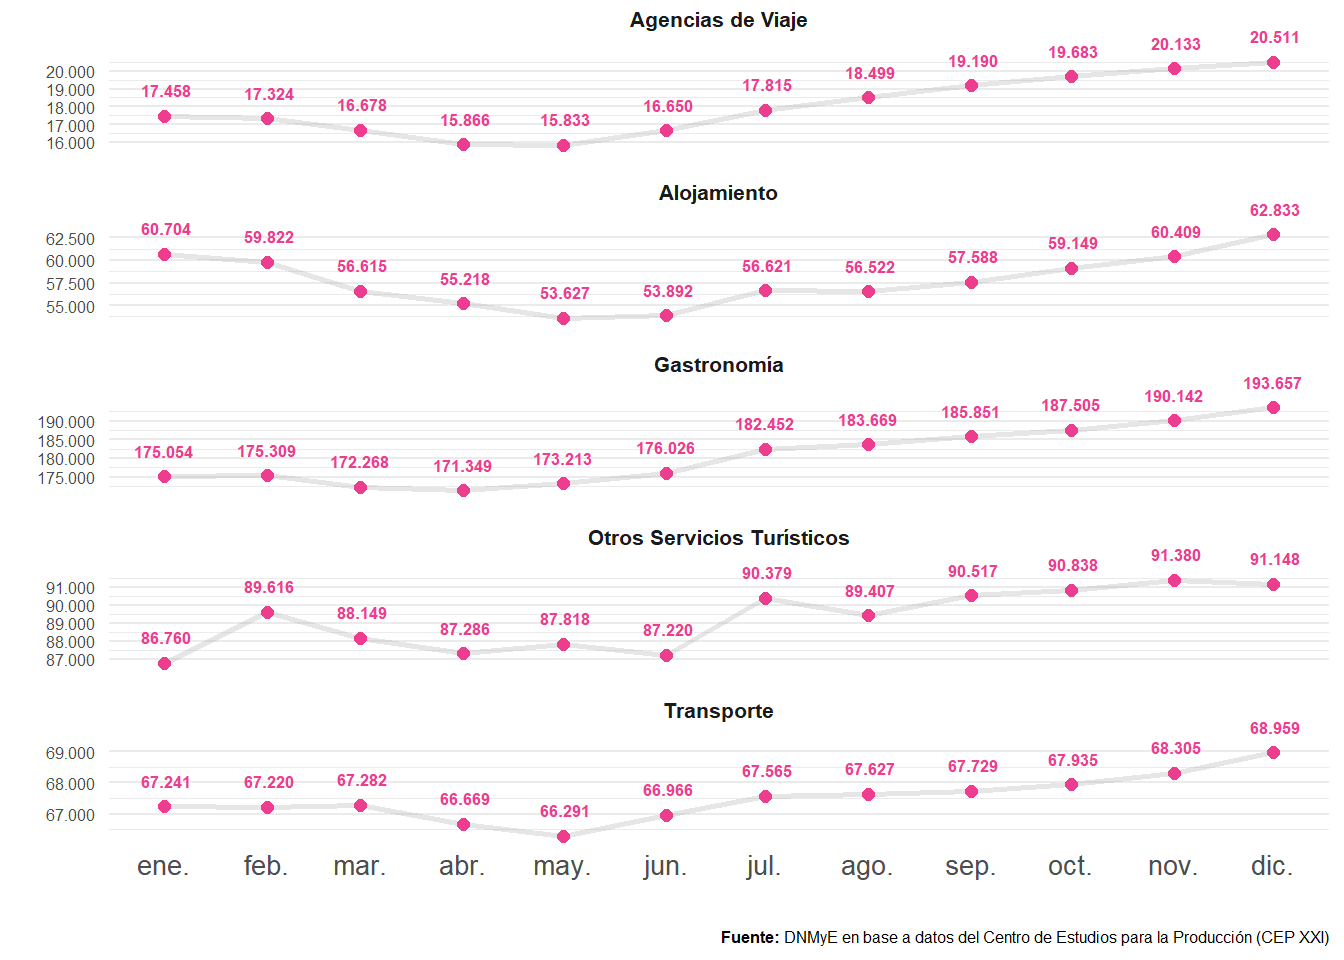 Agencias de Viaje
20.000
19.000
18.000
17.000
16.000
17.458 17.324 16.678 15.866 15.833 16.650 17.815 18.499 19.190 19.683 20.133 20.511
Alojamiento
62.500
60.000
57.500
55.000
60.704 59.822 56.615 55.218 53.627 53.892 56.621 56.522 57.588 59.149 60.409 62.833
Gastronomía
190.000
185.000
180.000
175.000
175.054 175.309 172.268 171.349 173.213 176.026 182.452 183.669 185.851 187.505 190.142 193.657
Otros Servicios Turísticos
91.000
90.000
89.000
88.000
87.000
86.760 89.616 88.149 87.286 87.818 87.220 90.379 89.407 90.517 90.838 91.380 91.148
Transporte
69.000
68.000
67.000
67.241 67.220 67.282 66.669 66.291 66.966 67.565 67.627 67.729 67.935 68.305 68.959
ene. feb. mar. abr. may. jun. jul. ago. sep. oct. nov. dic.
Fuente: DNMyE en base a datos del Centro de Estudios para la Producción (CEP XXI)